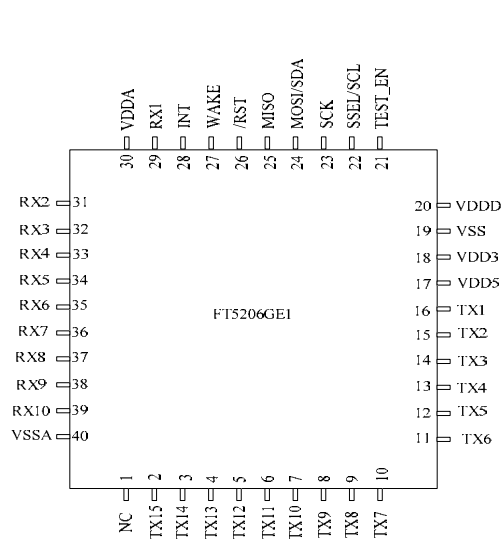 VDDA RX1 INT WAKE /RST MISO MOSI/SDA SCK SSEL/SCL TEST_EN
30 29 28 27 26 25 24 23 22 21
RX2 31
RX3 32
RX4 33
RX5 34
RX6 35
RX7 36
RX8 37
RX9 38
RX10 39
VSSA 40
FT5206GE1
20 VDDD
19 VSS
18 VDD3
17 VDD5
16 TX1
15 TX2
14 TX3
13 TX4
12 TX5
11 TX6
1 2 3 4 5 6 7 8 9 10
NC TX15 TX14 TX13 TX12 TX11 TX10 TX9 TX8 TX7